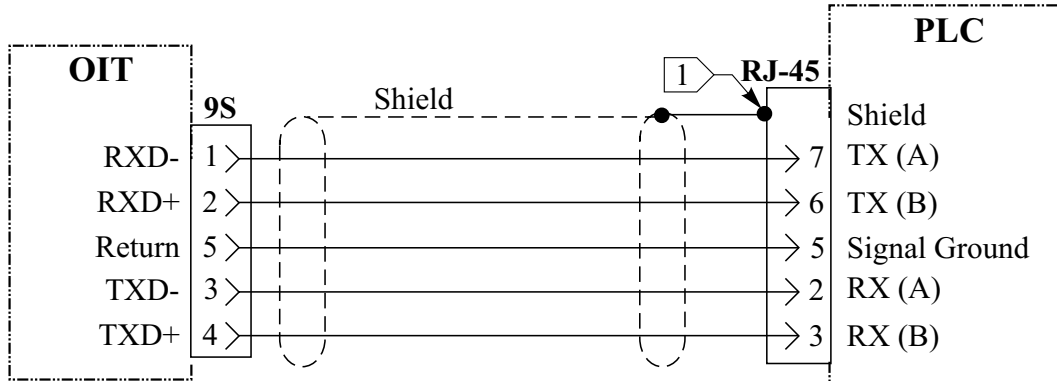 PLC
OIT
1
RJ-45
9S
Shield
Shield
RXD- 1 7 TX (A)
RXD+ 2 6 TX (B)
Return 5 5 Signal Ground
TXD- 3 2 RX (A)
TXD+ 4 3 RX (B)